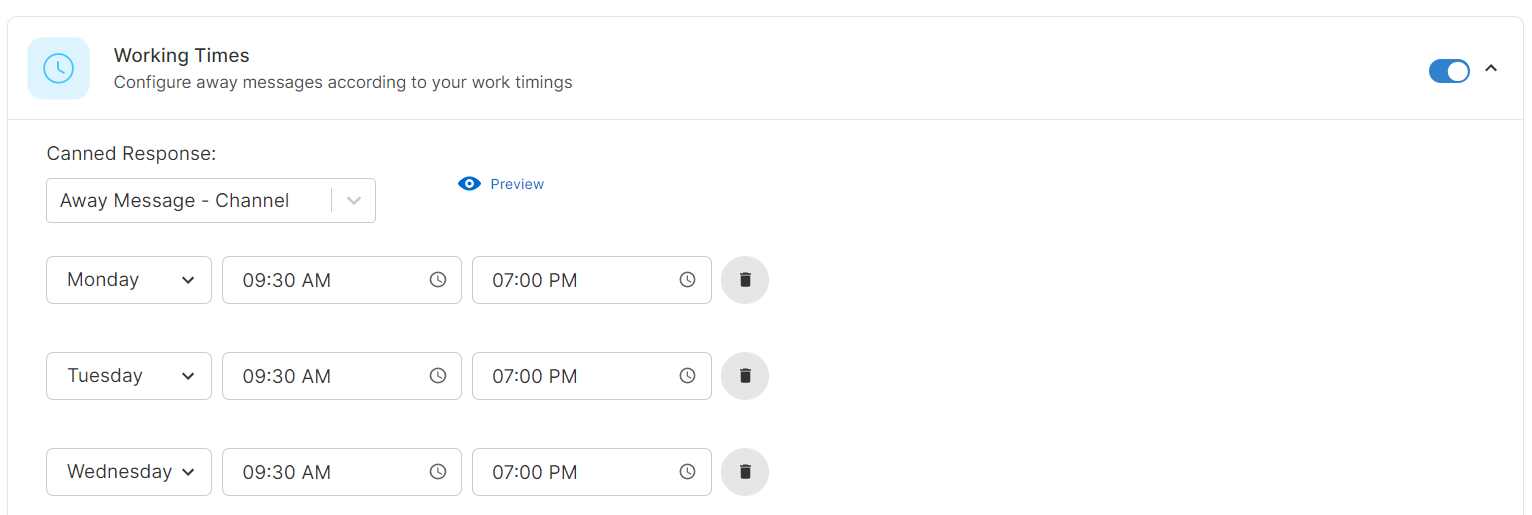 Working Times
Configure away messages according to your work timings
Canned Response:
Away Message - Channel
Preview
Monday 09:30 AM 07:00 PM
Tuesday 09:30 AM 07:00 PM
Wednesday 09:30 AM 07:00 PM